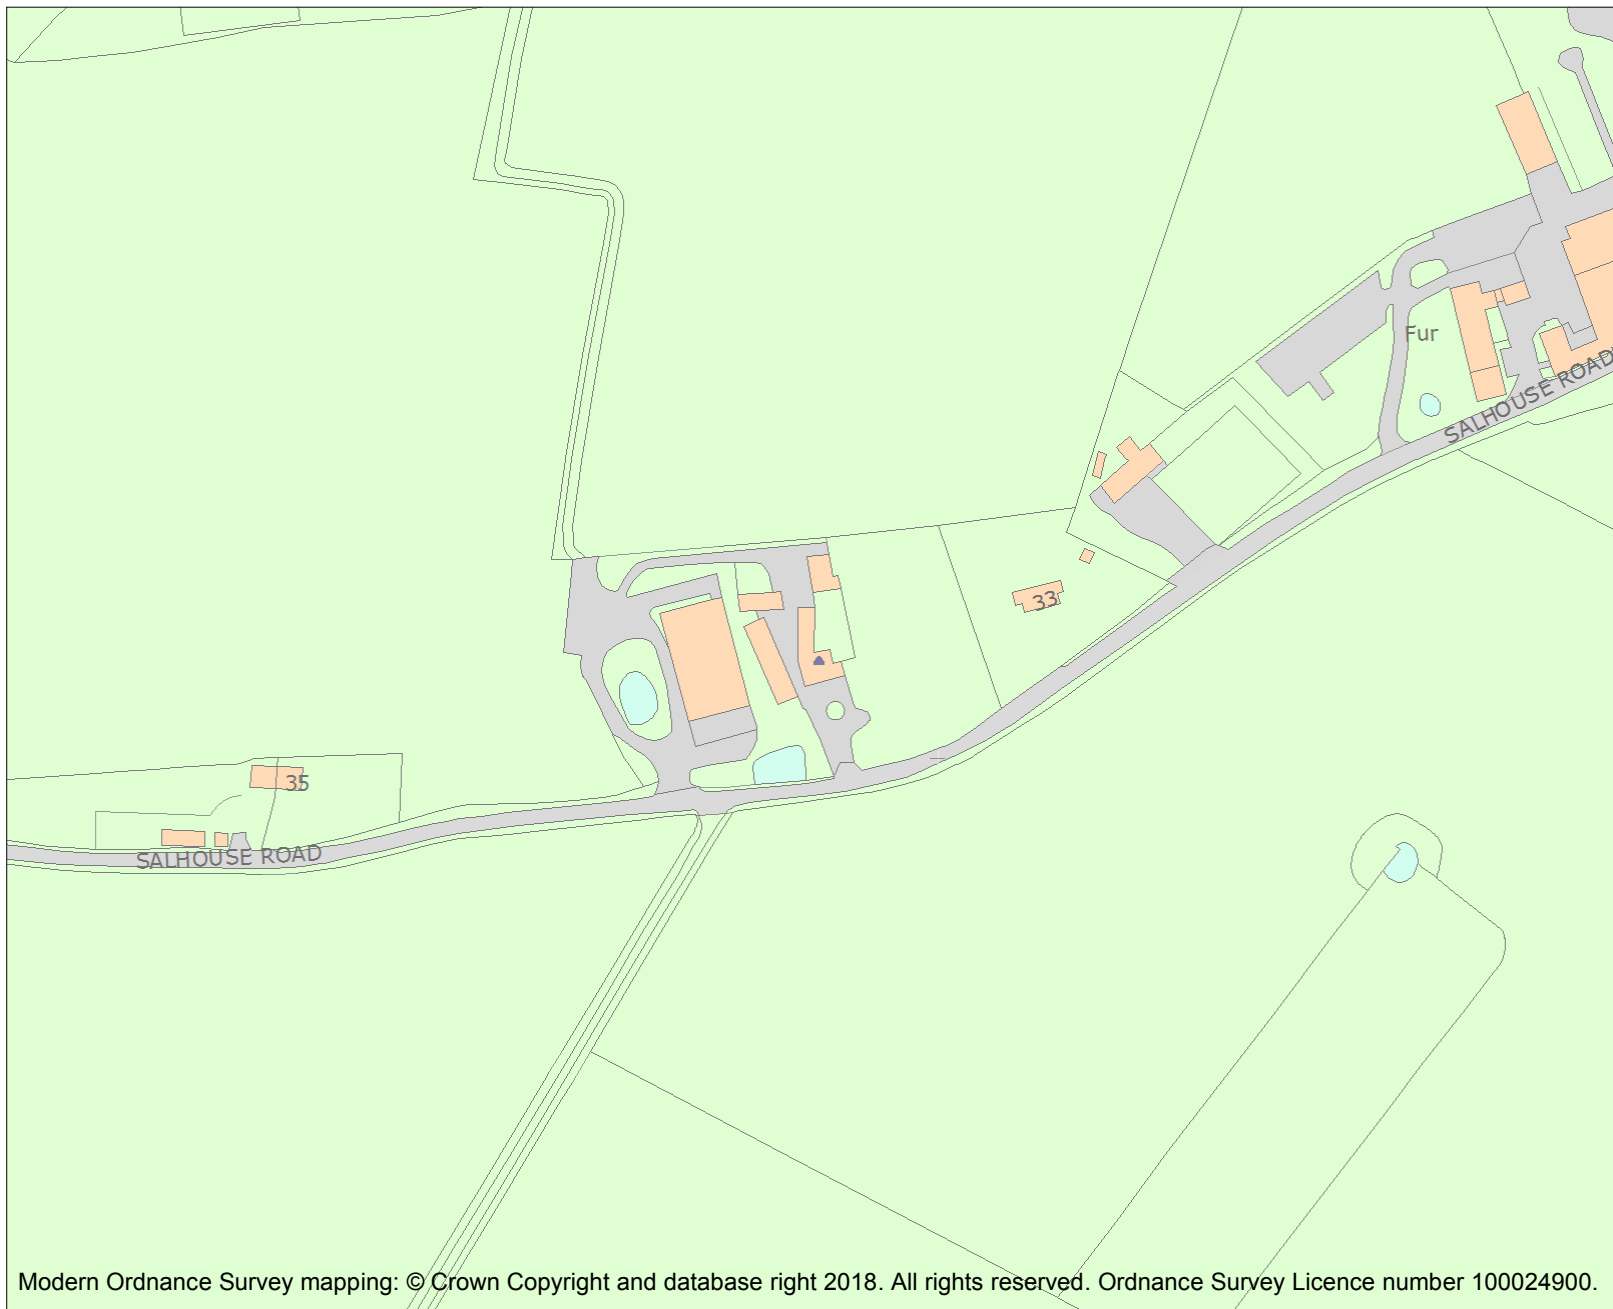 Fur
SALHOUSE ROAD
33
35
SALHOUSE ROAD
Modern Ordnance Survey mapping: © Crown Copyright and database right 2018. All rights reserved. Ordnance Survey Licence number 100024900.